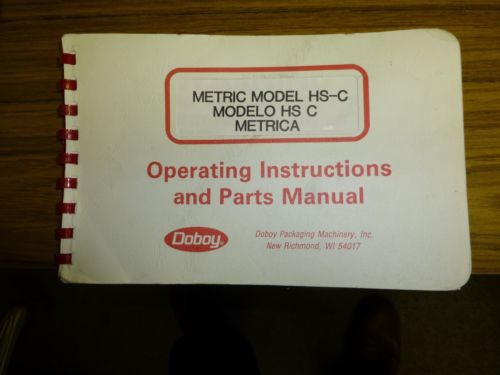 METRIC MODEL HS-C
MODELO HS C
METRICA
Operating Instructions
and Parts Manual
Doboy
Doboy Packaging Machinery, Inc.
New Richmond, WI 54017